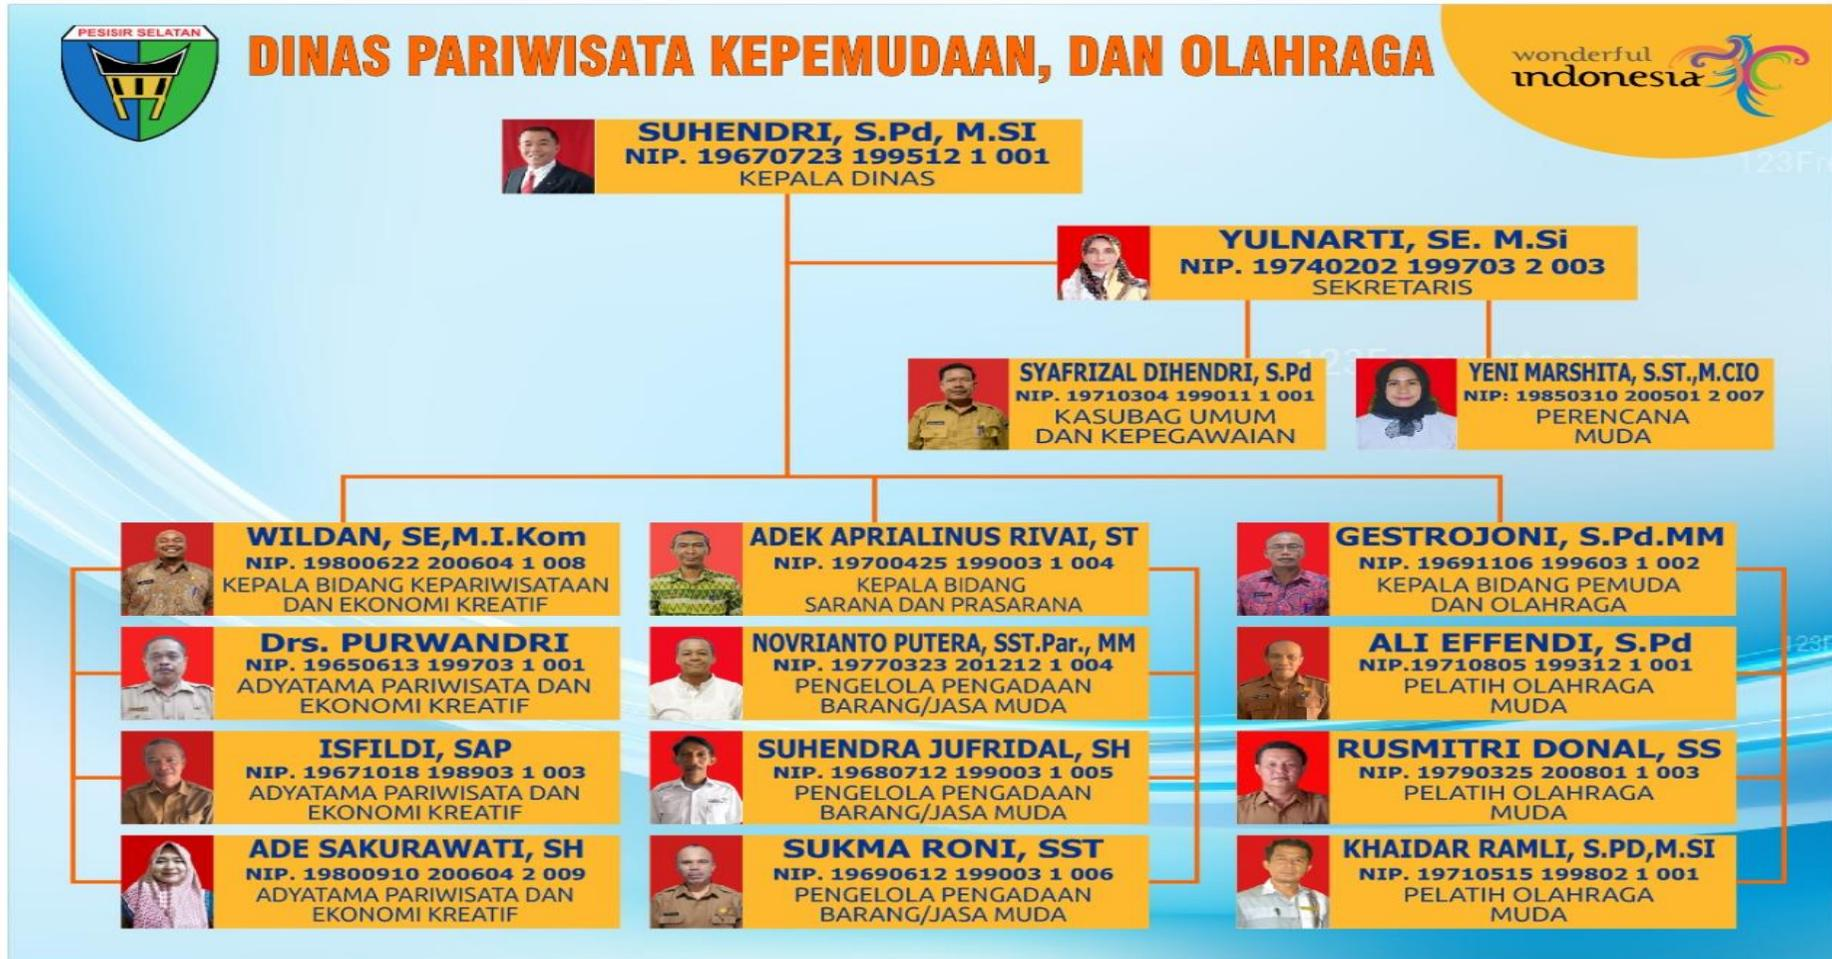 PESISIR SELATAN
DINAS PARIWISATA KEPEMUDAAN, DAN OLAHRAGA
wonderful
indonesia
SUHENDRI, S.Pd, M.SI
NIP. 19670723 199512 1 001
KEPALA DINAS
YULNARTI, SE. M.Si
NIP. 19740202 199703 2 003
SEKRETARIS
SYAFRIZAL DIHENDRI, S.Pd
NIP. 19710304 199011 1 001
KASUBAG UMUM
DAN KEPEGAWAIAN
YENI MARSHITA, S.ST.,M.CIO
NIP: 19850310 200501 2 007
PERENCANA
MUDA
WILDAN, SE,M.I.Kom
NIP. 19800622 200604 1 008
KEPALA BIDANG KEPARIWISATAAN
DAN EKONOMI KREATIF
Drs. PURWANDRI
NIP. 19650613 199703 1 001
ADYATAMA PARIWISATA DAN
EKONOMI KREATIF
ISFILDI, SAP
NIP. 19671018 198903 1 003
ADYATAMA PARIWISATA DAN
EKONOMI KREATIF
ADE SAKURAWATI, SH
NIP. 19800910 200604 2 009
ADYATAMA PARIWISATA DAN
EKONOMI KREATIF
ADEK APRIALINUS RIVAI, ST
NIP. 19700425 199003 1 004
KEPALA BIDANG
SARANA DAN PRASARANA
NOVRIANTO PUTERA, SST.Par., MM
NIP. 19770323 201212 1 004
PENGELOLA PENGADAAN
BARANG/JASA MUDA
SUHENDRA JUFRIDAL, SH
NIP. 19680712 199003 1 005
PENGELOLA PENGADAAN
BARANG/JASA MUDA
SUKMA RONI, SST
NIP. 19690612 199003 1 006
PENGELOLA PENGADAAN
BARANG/JASA MUDA
GESTROJONI, S.Pd.MM
NIP. 19691106 199603 1 002
KEPALA BIDANG PEMUDA
DAN OLAHRAGA
ALI EFFENDI, S.Pd
NIP.19710805 199312 1 001
PELATIH OLAHRAGA
MUDA
RUSMITRI DONAL, SS
NIP. 19790325 200801 1 003
PELATIH OLAHRAGA
MUDA
KHAIDAR RAMLI, S.PD,M.SI
NIP. 19710515 199802 1 001
PELATIH OLAHRAGA
MUDA